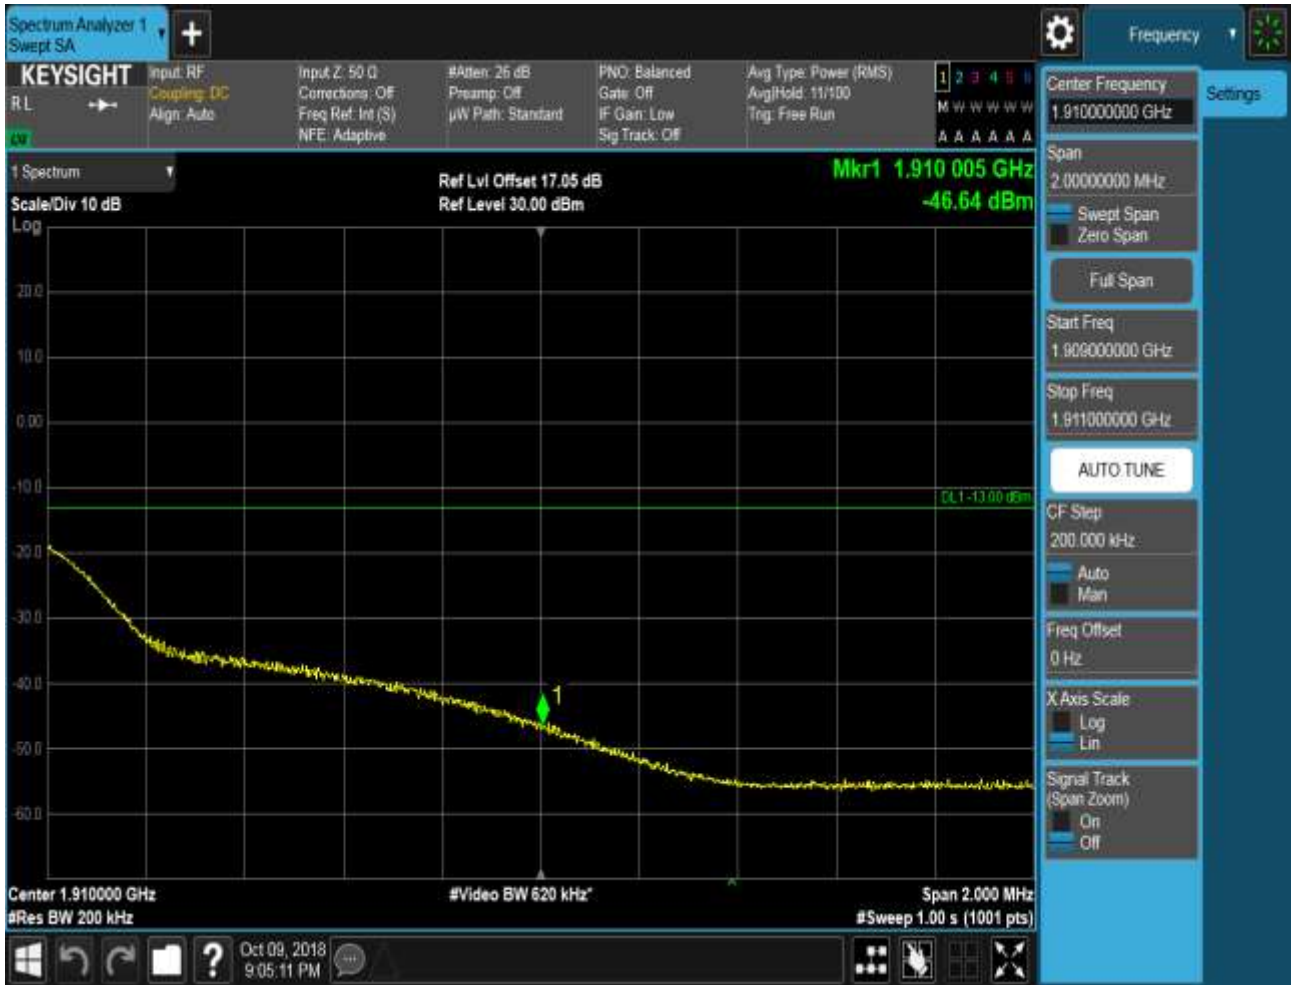 Spectrum Analyzer 1
Swept SA
+
Frequency
KEYSIGHT
RL
Input: RF
Coupling: DC
Align: Auto
Input Z: 50 Ω
Corrections: Off
Freq Ref: Int (S)
NFE: Adaptive
#Atten: 26 dB
Preamp: Off
µW Path: Standard
PNO: Balanced
Gate: Off
IF Gain: Low
Sig Track: Off
Avg Type: Power (RMS)
Avg|Hold: 11/100
Trig: Free Run
1 2 3 4 5 6
M W W W W W
A A A A A A
1 Spectrum
Scale/Div 10 dB
Log
Ref Lvl Offset 17.05 dB
Ref Level 30.00 dBm
Mkr1 1.910 005 GHz
-46.64 dBm
20.0
10.0
0.00
-10.0
-20.0
-30.0
-40.0
-50.0
-60.0
DL1 -13.00 dBm
1
Center 1.910000 GHz
#Res BW 200 kHz
#Video BW 620 kHz*
Span 2.000 MHz
#Sweep 1.00 s (1001 pts)
Oct 09, 2018
9:05:11 PM
Center Frequency
1.910000000 GHz
Settings
Span
2.00000000 MHz
Swept Span
Zero Span
Full Span
Start Freq
1.909000000 GHz
Stop Freq
1.911000000 GHz
AUTO TUNE
CF Step
200.000 kHz
Auto
Man
Freq Offset
0 Hz
X Axis Scale
Log
Lin
Signal Track
(Span Zoom)
On
Off